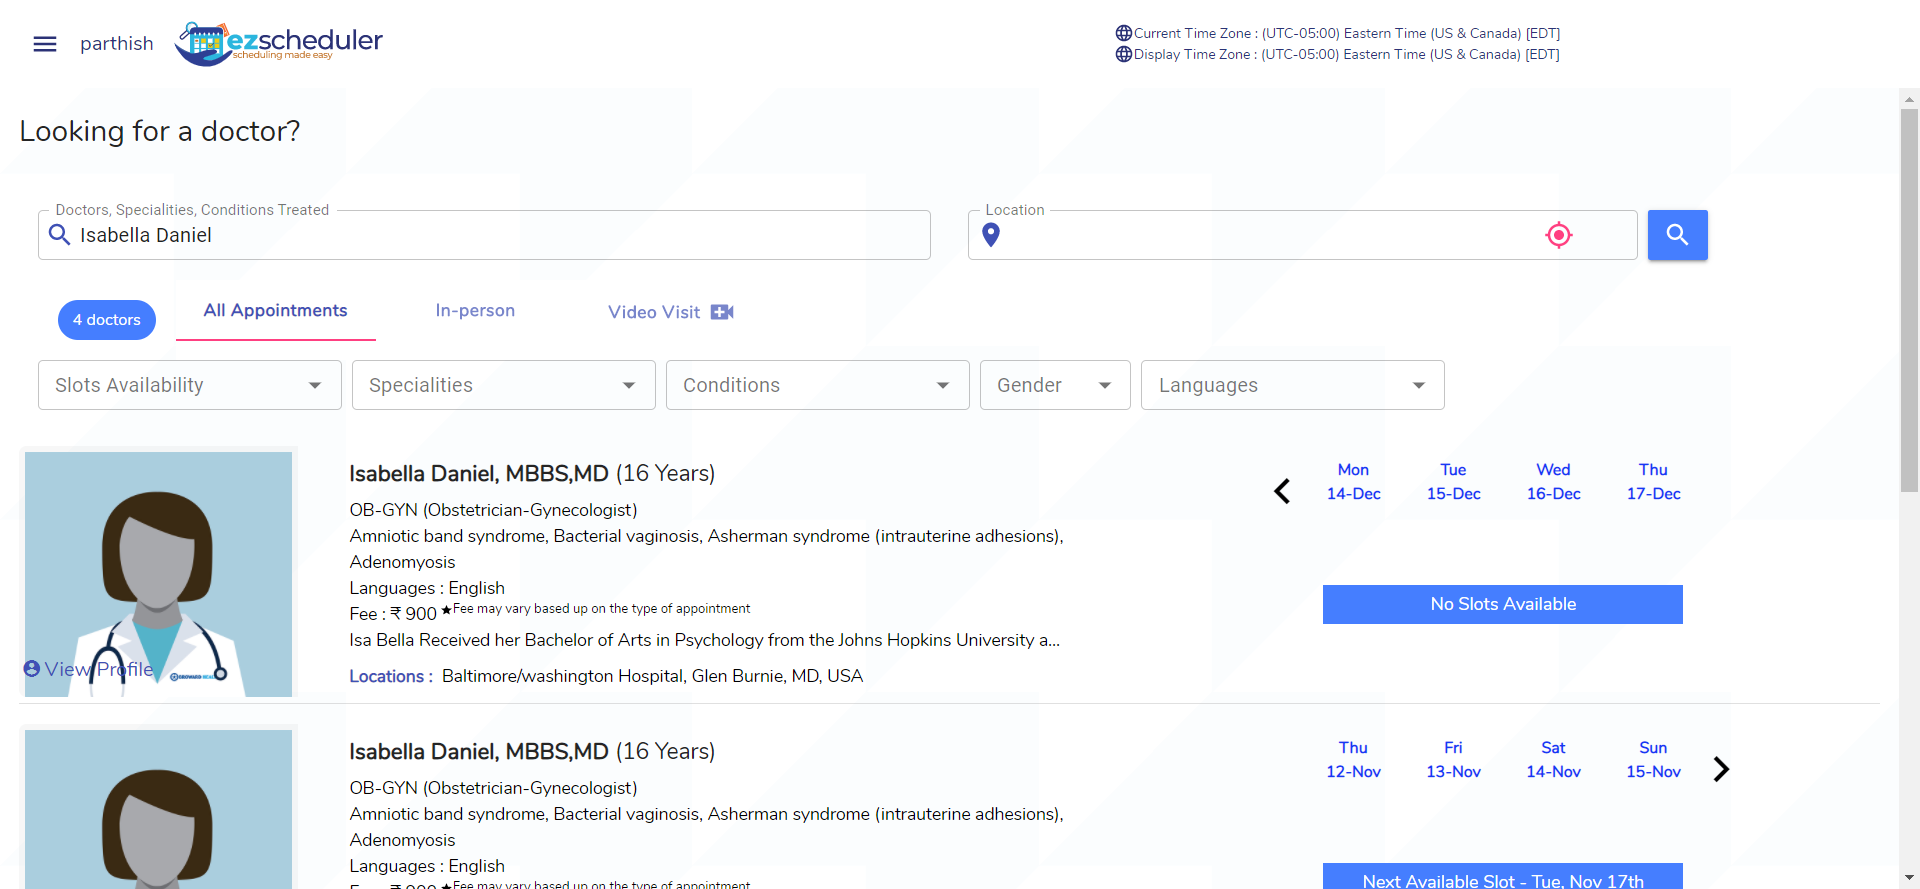 parthish
ezscheduler
scheduling made easy
Current Time Zone : (UTC-05:00) Eastern Time (US & Canada) [EDT]
Display Time Zone : (UTC-05:00) Eastern Time (US & Canada) [EDT]
Looking for a doctor?
Doctors, Specialities, Conditions Treated
Isabella Daniel
Location
4 doctors
All Appointments
In-person
Video Visit
Slots Availability
Specialities
Conditions
Gender
Languages
Isabella Daniel, MBBS,MD (16 Years)
OB-GYN (Obstetrician-Gynecologist)
Amniotic band syndrome, Bacterial vaginosis, Asherman syndrome (intrauterine adhesions),
Adenomyosis
Languages : English
Fee : ₹ 900 ★Fee may vary based up on the type of appointment
Isa Bella Received her Bachelor of Arts in Psychology from the Johns Hopkins University a...
Locations : Baltimore/washington Hospital, Glen Burnie, MD, USA
View Profile
Mon Tue Wed Thu
14-Dec 15-Dec 16-Dec 17-Dec
No Slots Available
Isabella Daniel, MBBS,MD (16 Years)
OB-GYN (Obstetrician-Gynecologist)
Amniotic band syndrome, Bacterial vaginosis, Asherman syndrome (intrauterine adhesions),
Adenomyosis
Languages : English
Fee : ₹ 900 ★Fee may vary based up on the type of appointment
Thu Fri Sat Sun
12-Nov 13-Nov 14-Nov 15-Nov
Next Available Slot - Tue, Nov 17th